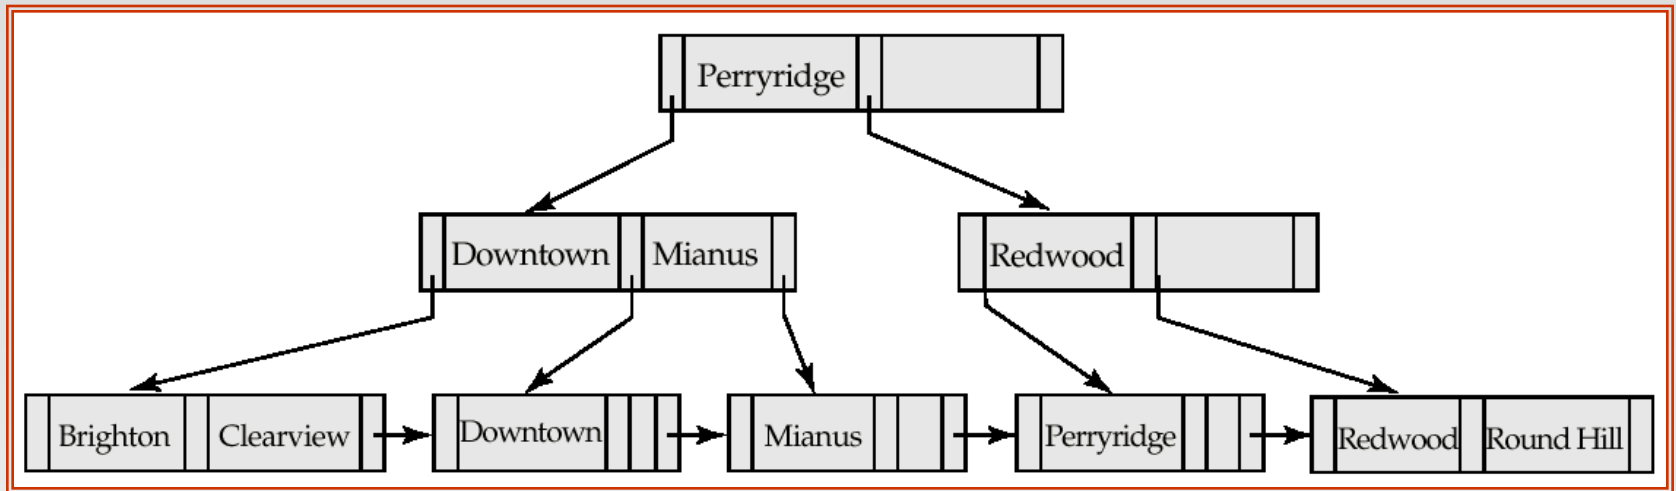 Perryridge
Downtown Mianus Redwood
Brighton Clearview Downtown Mianus Perryridge Redwood Round Hill